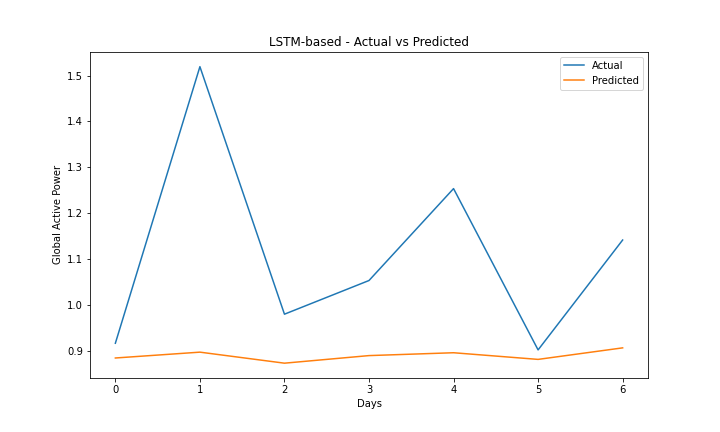 LSTM-based - Actual vs Predicted
Actual
Predicted
Global Active Power
1.5
1.4
1.3
1.2
1.1
1.0
0.9
0 1 2 3 4 5 6
Days